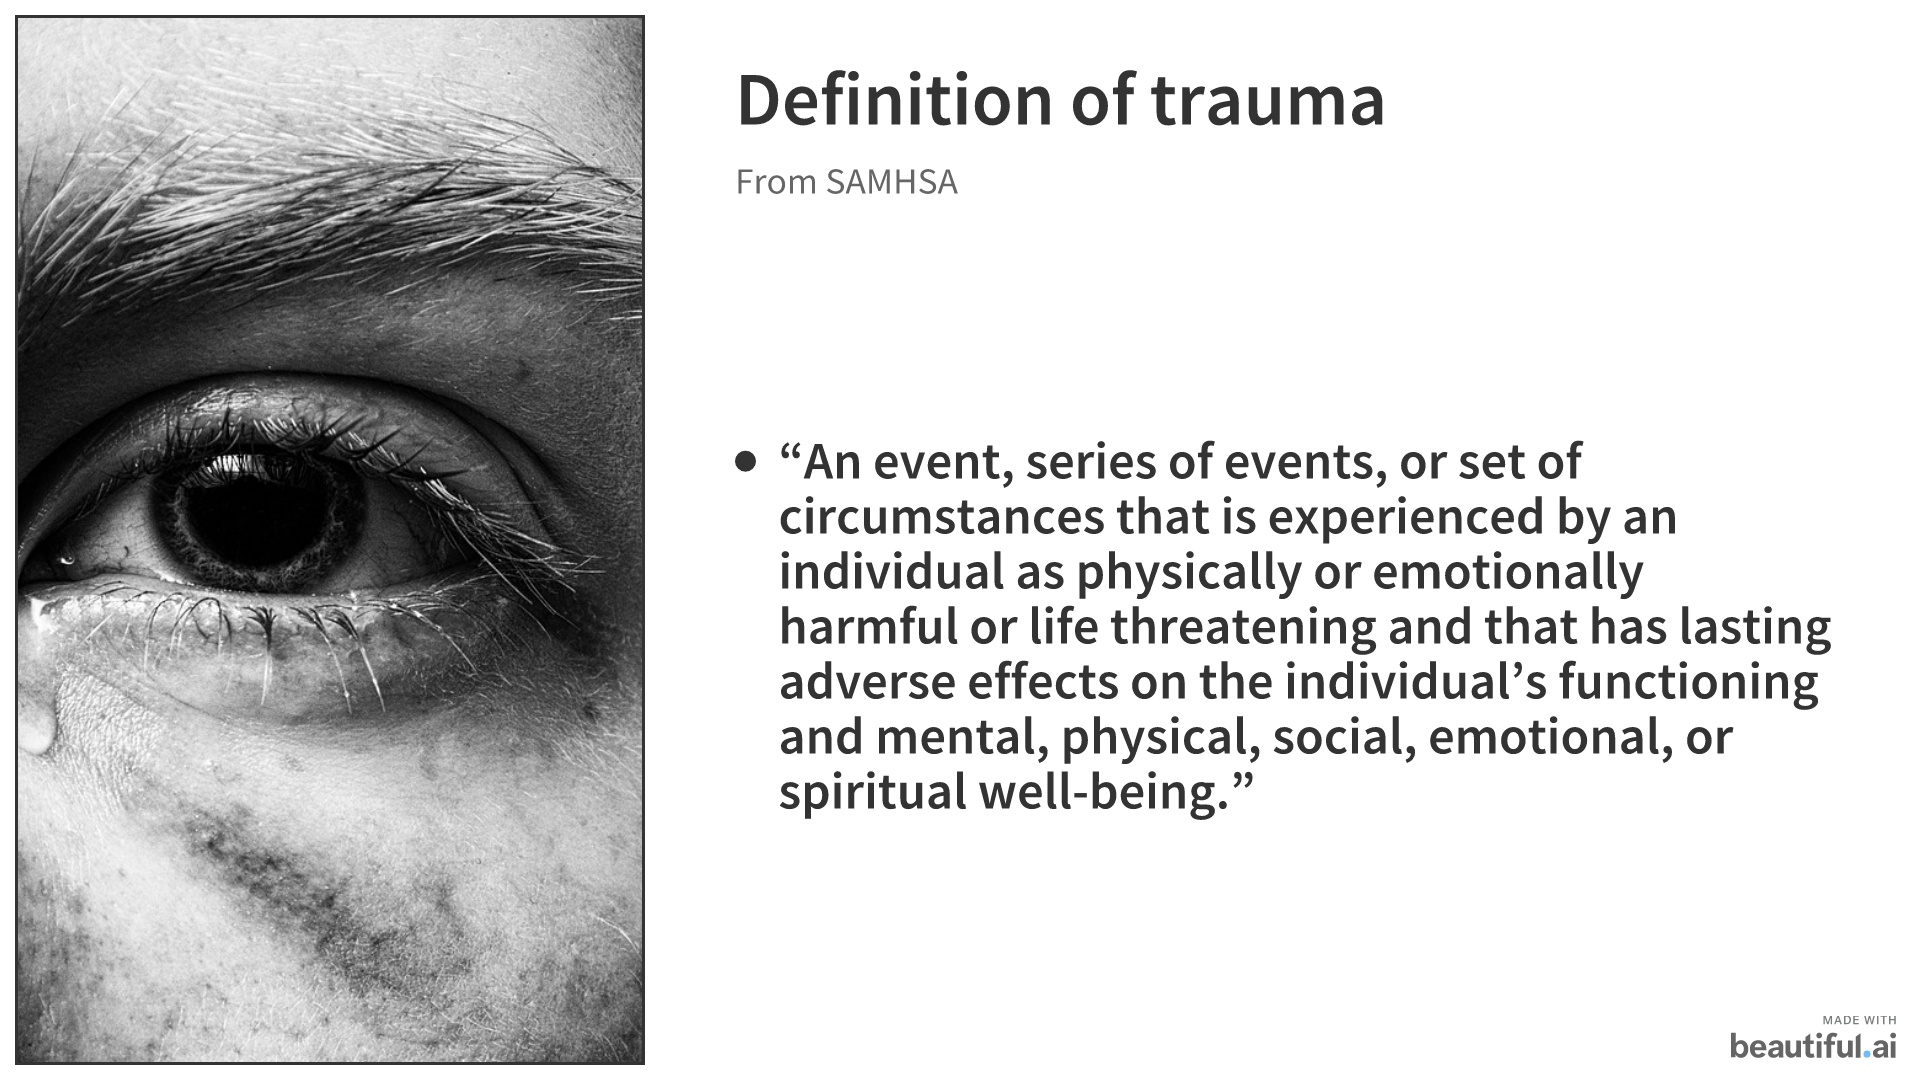 Definition of trauma
From SAMHSA
• “An event, series of events, or set of
circumstances that is experienced by an
individual as physically or emotionally
harmful or life threatening and that has lasting
adverse effects on the individual’s functioning
and mental, physical, social, emotional, or
spiritual well-being.”
MADE WITH
beautiful.ai